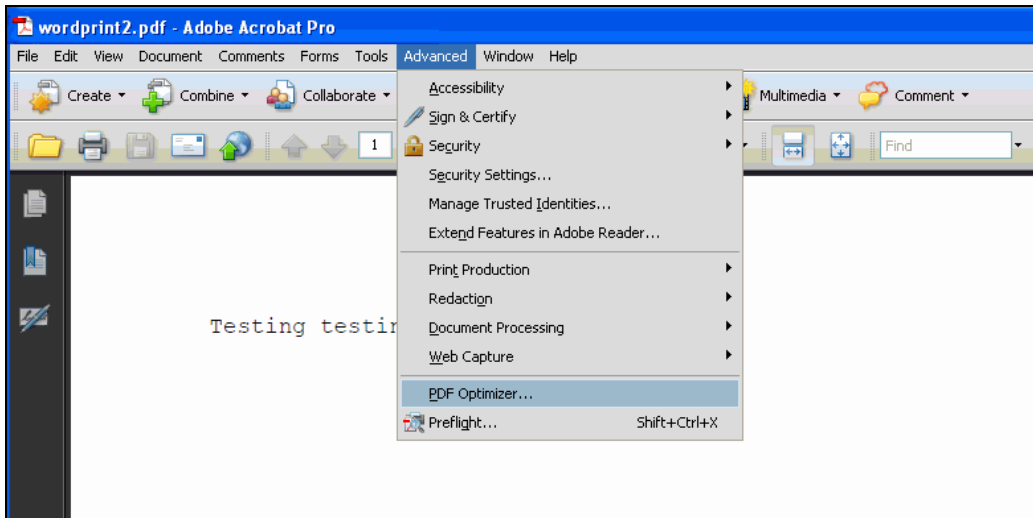 wordprint2.pdf - Adobe Acrobat Pro
File Edit View Document Comments Forms Tools Advanced Window Help
Create Combine Collaborate Multimedia Comment
1 Find
Accessibility
Sign & Certify
Security
Security Settings...
Manage Trusted Identities...
Extend Features in Adobe Reader...
Print Production
Redaction
Document Processing
Web Capture
PDF Optimizer...
Preflight... Shift+Ctrl+X
Testing